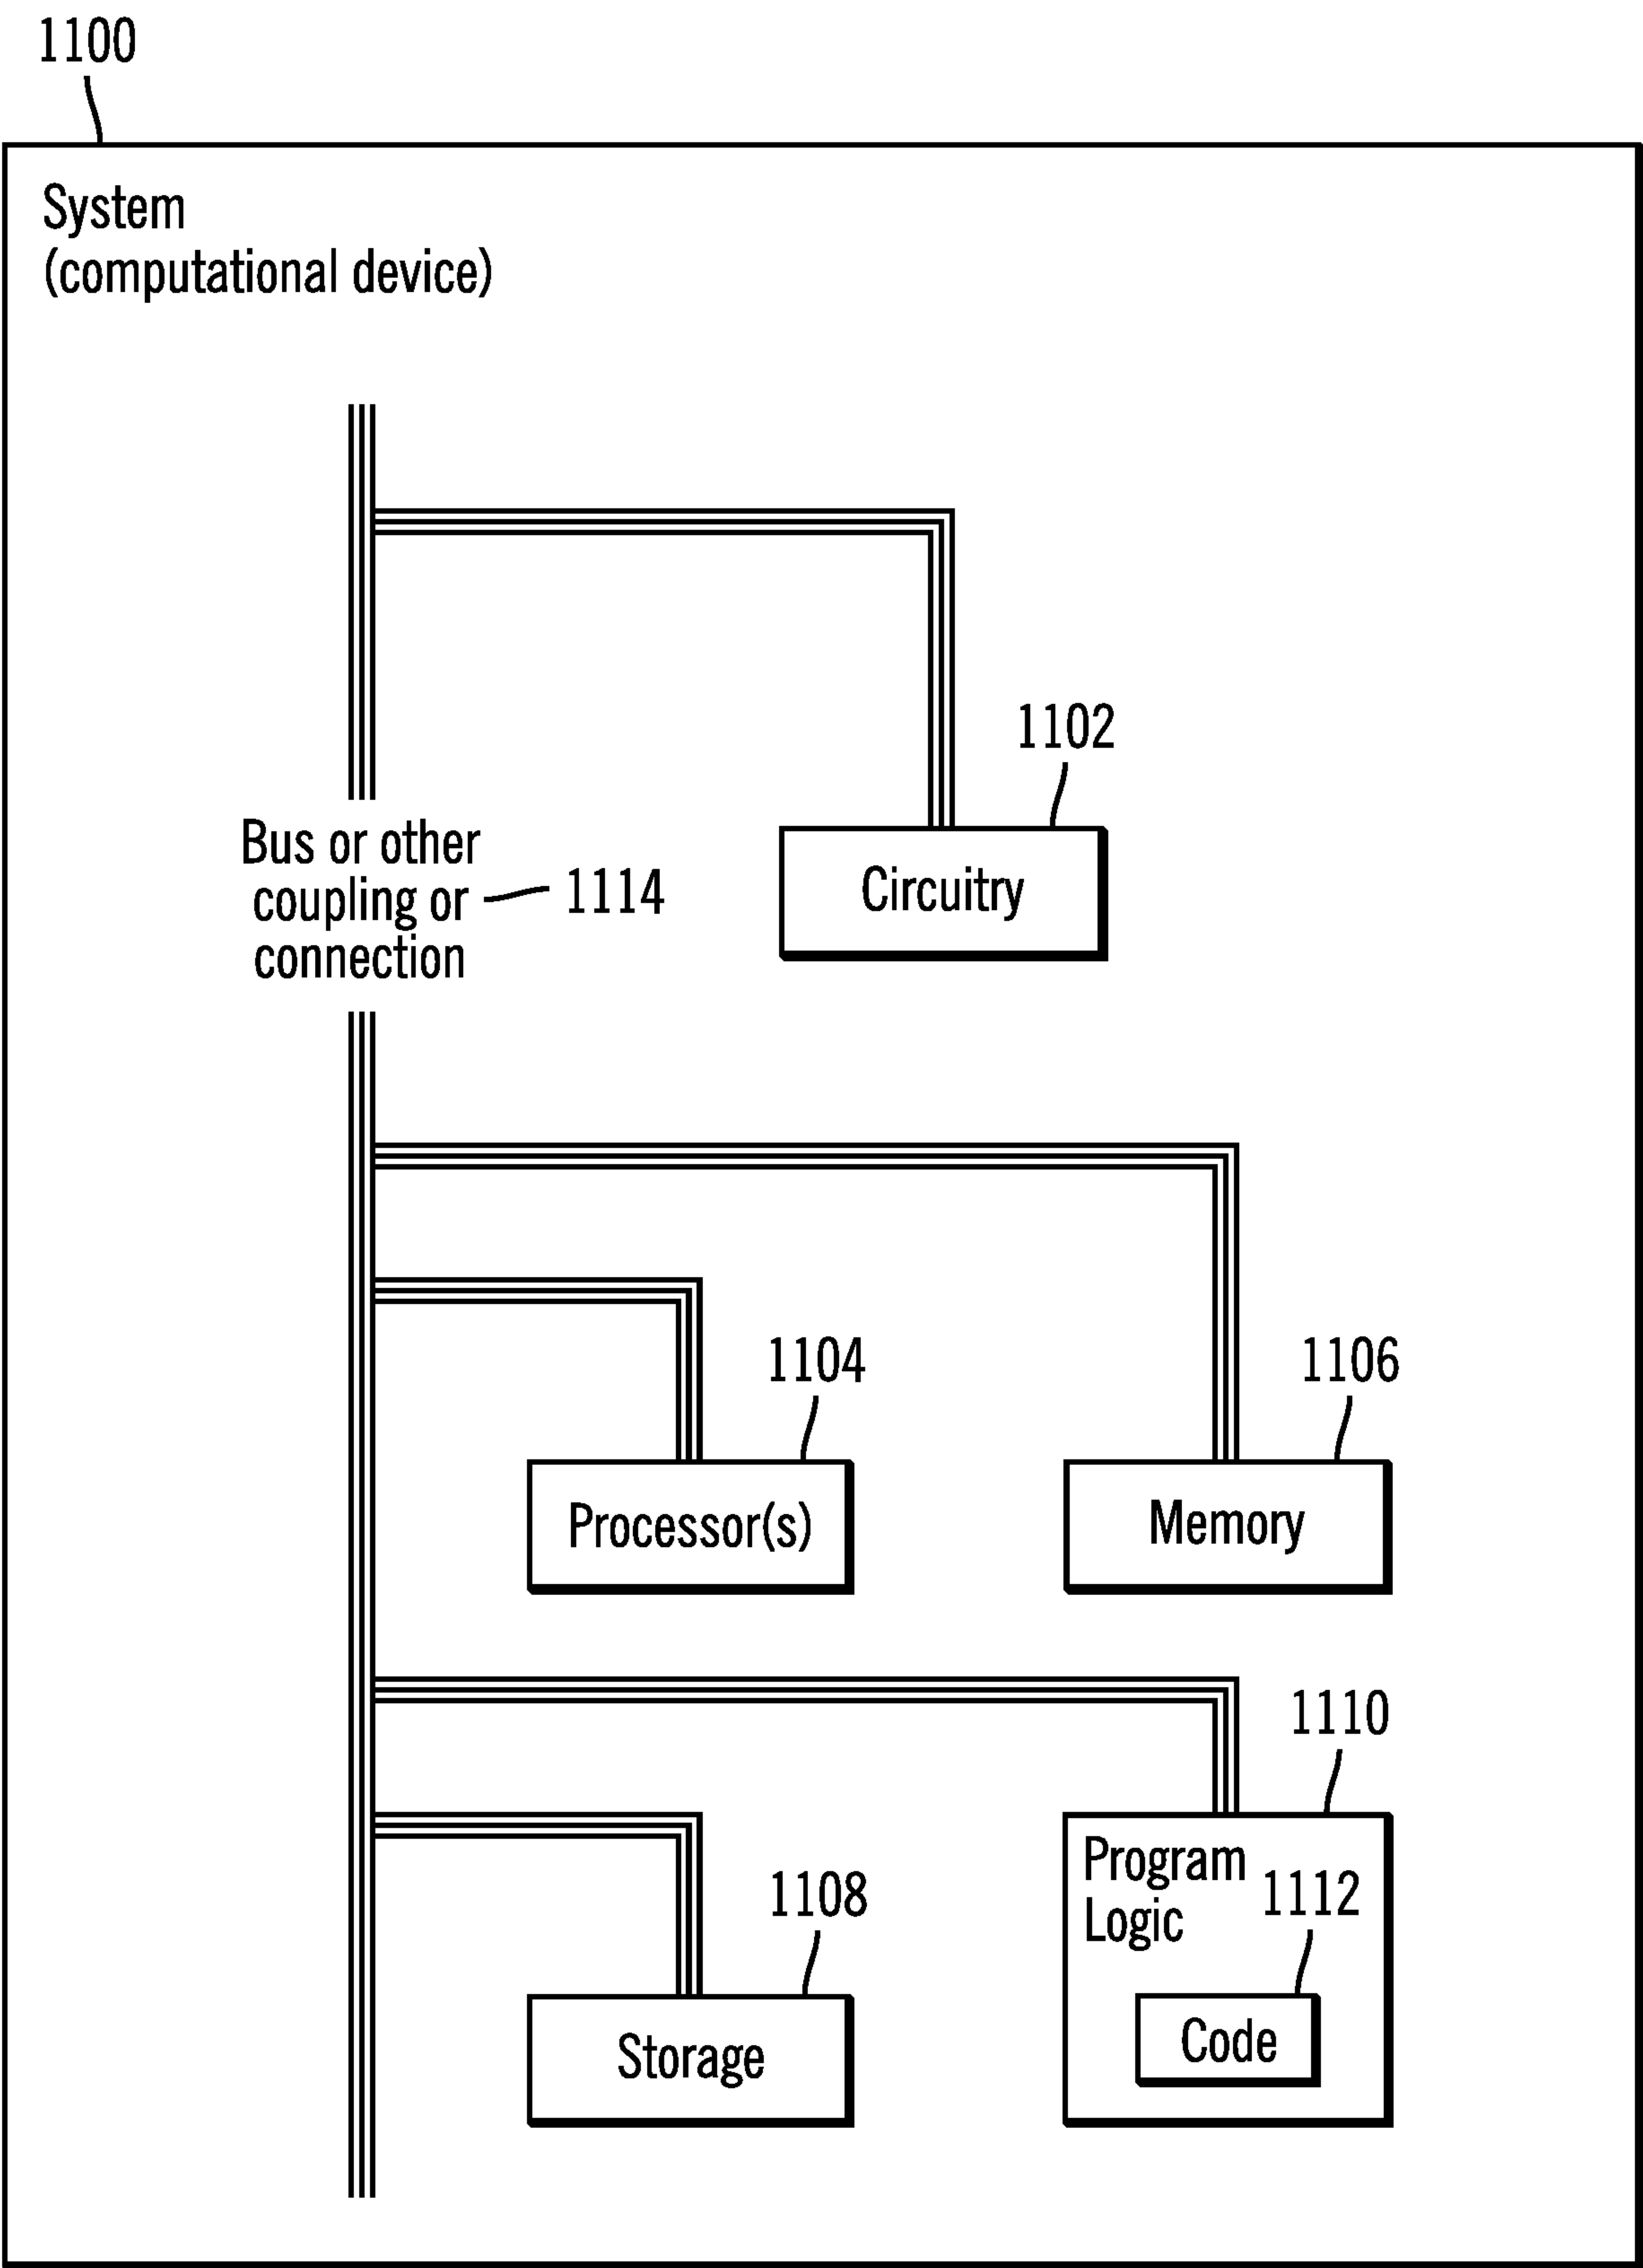 1100
System
(computational device)
1102
Bus or other
coupling or
connection
1114
Circuitry
1104
1106
Processor(s)
Memory
1110
Program
Logic
1108
1112
Storage
Code